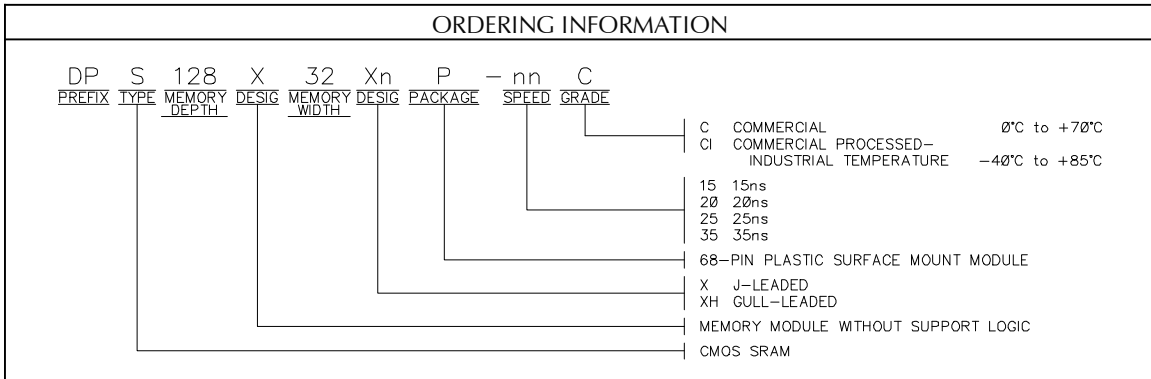 ORDERING INFORMATION
DP S 128 X 32 Xn P – nn C
PREFIX TYPE MEMORY DEPTH DESIG MEMORY WIDTH DESIG PACKAGE SPEED GRADE
C COMMERCIAL 0°C to +70°C
CI COMMERCIAL PROCESSED–
INDUSTRIAL TEMPERATURE –40°C to +85°C
15 15ns
20 20ns
25 25ns
35 35ns
68–PIN PLASTIC SURFACE MOUNT MODULE
X J–LEADED
XH GULL–LEADED
MEMORY MODULE WITHOUT SUPPORT LOGIC
CMOS SRAM